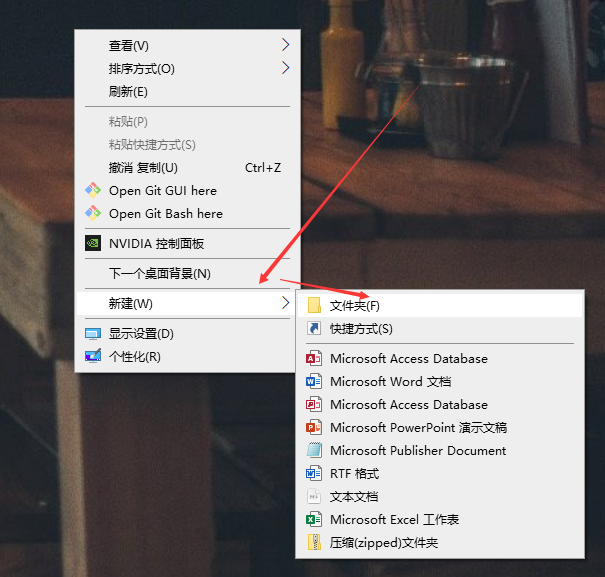 查看(V)
排序方式(O)
刷新(E)
粘贴(P)
粘贴快捷方式(S)
撤消 复制(U) Ctrl+Z
Open Git GUI here
Open Git Bash here
NVIDIA 控制面板
下一个桌面背景(N)
新建(W)
显示设置(D)
个性化(R)
文件夹(F)
快捷方式(S)
Microsoft Access Database
Microsoft Word 文档
Microsoft Access Database
Microsoft PowerPoint 演示文稿
Microsoft Publisher Document
RTF 格式
文本文档
Microsoft Excel 工作表
压缩(zipped)文件夹